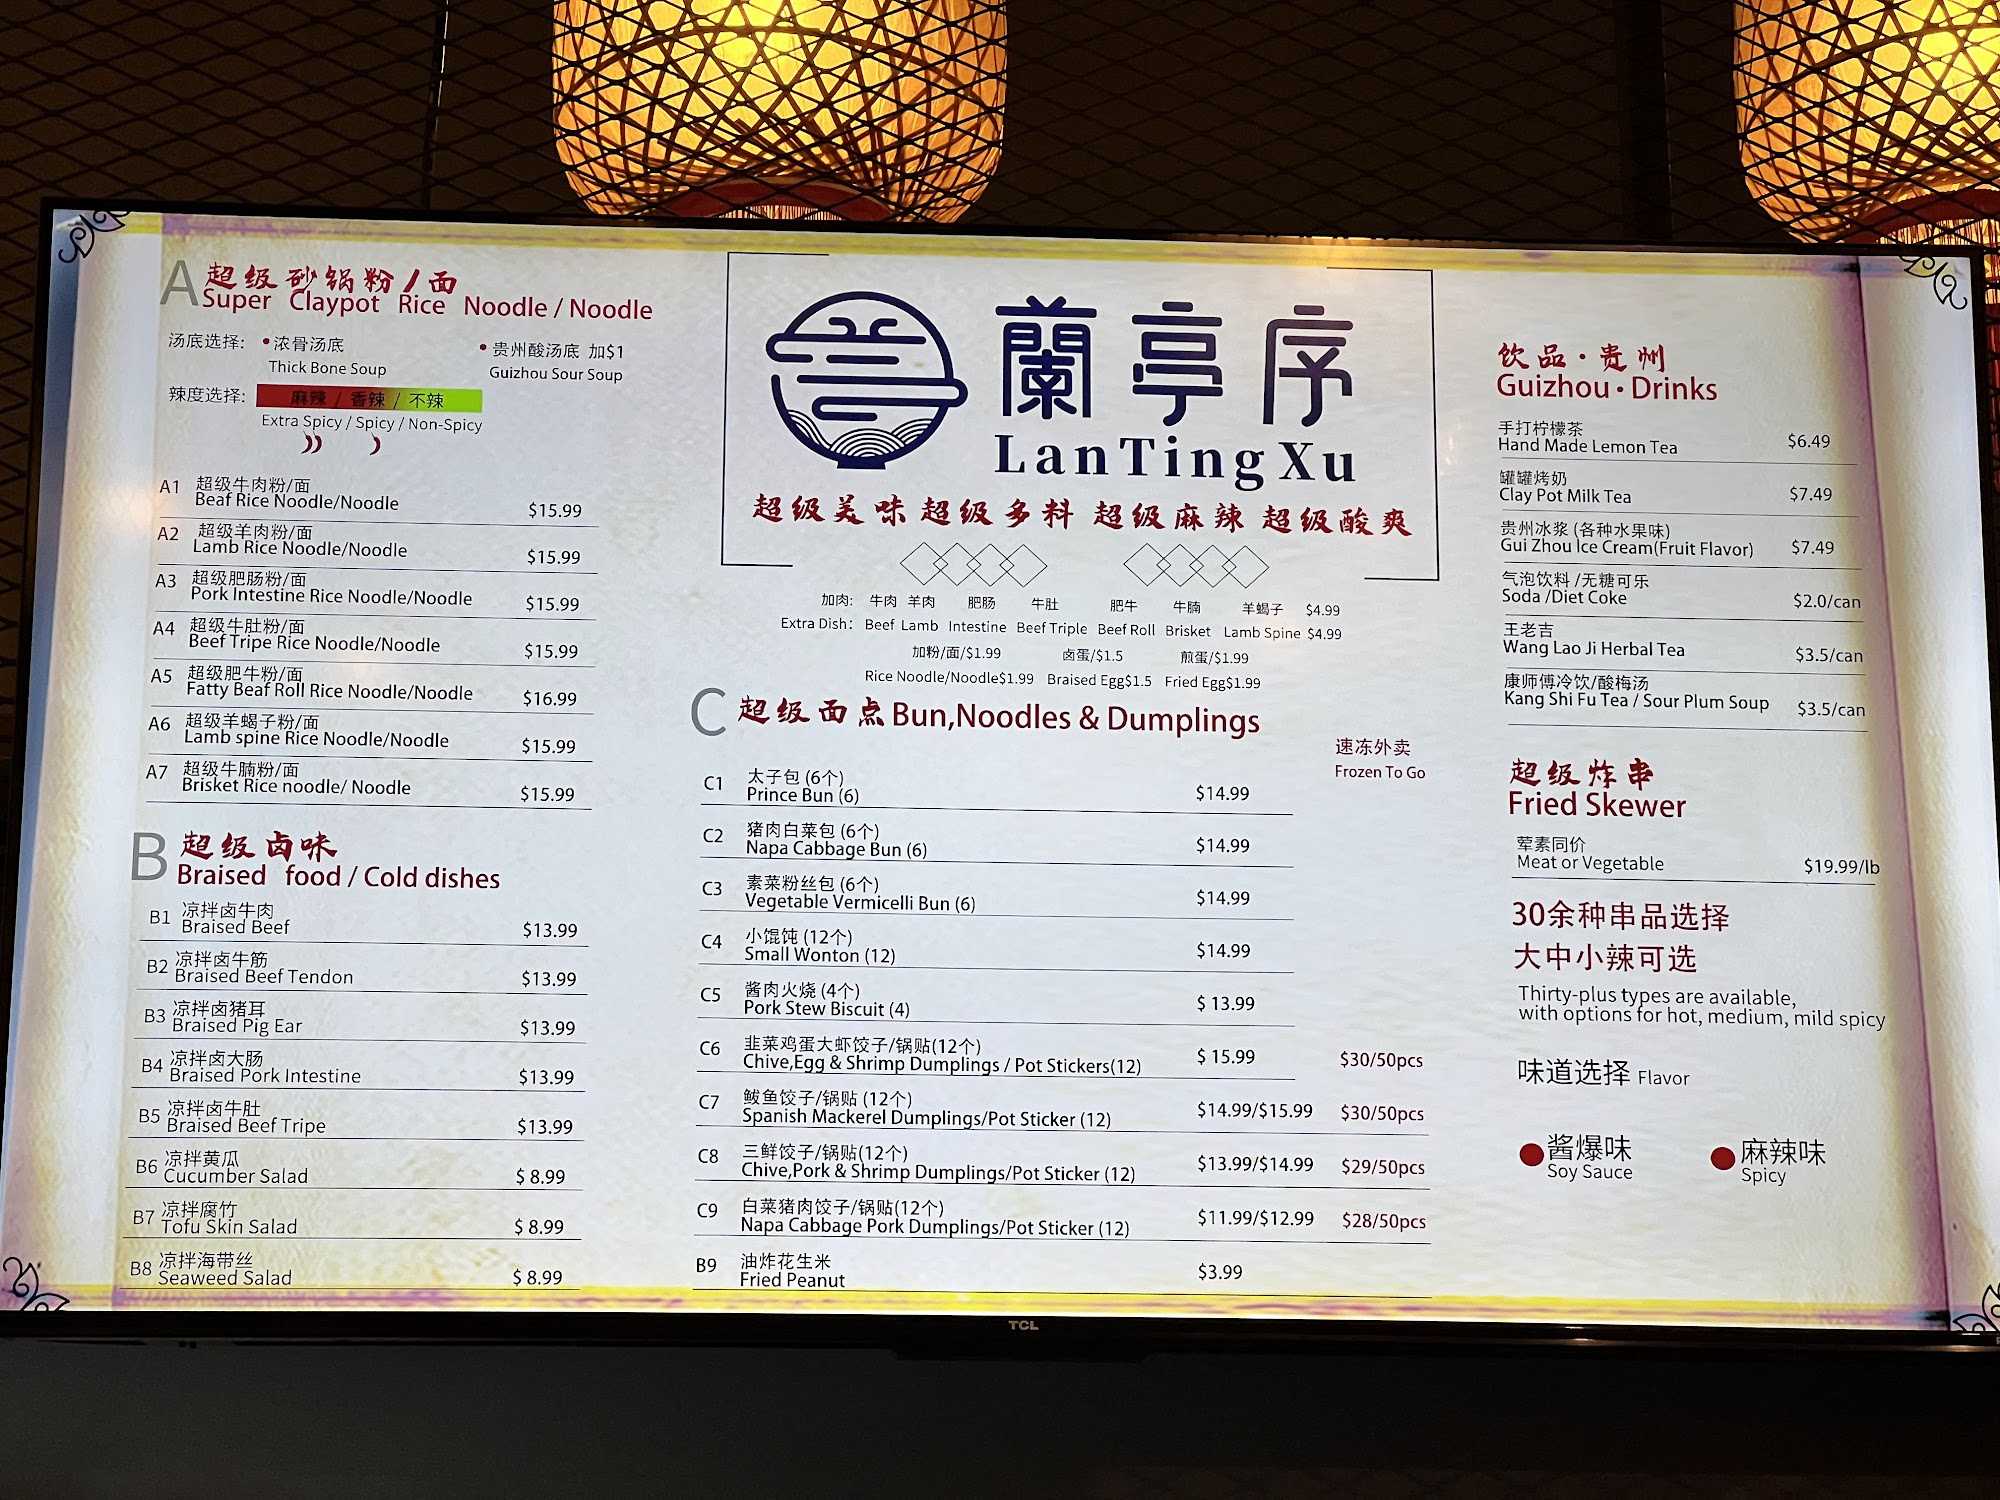 A 超级砂锅粉/面
Super Claypot Rice Noodle / Noodle
汤底选择: •浓骨汤底 •贵州酸汤底 加$1
Thick Bone Soup Guizhou Sour Soup
辣度选择: 麻辣 / 香辣 / 不辣
Extra Spicy / Spicy / Non-Spicy
A1 超级牛肉粉/面
Beaf Rice Noodle/Noodle $15.99
A2 超级羊肉粉/面
Lamb Rice Noodle/Noodle $15.99
A3 超级肥肠粉/面
Pork Intestine Rice Noodle/Noodle $15.99
A4 超级牛肚粉/面
Beef Tripe Rice Noodle/Noodle $15.99
A5 超级肥牛粉/面
Fatty Beaf Roll Rice Noodle/Noodle $16.99
A6 超级羊蝎子粉/面
Lamb spine Rice Noodle/Noodle $15.99
A7 超级牛腩粉/面
Brisket Rice noodle/ Noodle $15.99
B 超级卤味
Braised food / Cold dishes
B1 凉拌卤牛肉
Braised Beef $13.99
B2 凉拌卤牛筋
Braised Beef Tendon $13.99
B3 凉拌卤猪耳
Braised Pig Ear $13.99
B4 凉拌卤大肠
Braised Pork Intestine $13.99
B5 凉拌卤牛肚
Braised Beef Tripe $13.99
B6 凉拌黄瓜
Cucumber Salad $ 8.99
B7 凉拌腐竹
Tofu Skin Salad $ 8.99
B8 凉拌海带丝
Seaweed Salad $ 8.99
蘭亭序
LanTing Xu
超级美味 超级多料 超级麻辣 超级酸爽
加肉: 牛肉 羊肉 肥肠 牛肚 肥牛 牛腩 羊蝎子 $4.99
Extra Dish: Beef Lamb Intestine Beef Triple Beef Roll Brisket Lamb Spine $4.99
加粉/面/$1.99 卤蛋/$1.5 煎蛋/$1.99
Rice Noodle/Noodle$1.99 Braised Egg$1.5 Fried Egg$1.99
C 超级面点 Bun,Noodles & Dumplings
速冻外卖
Frozen To Go
C1 太子包 (6个)
Prince Bun (6) $14.99
C2 猪肉白菜包 (6个)
Napa Cabbage Bun (6) $14.99
C3 素菜粉丝包 (6个)
Vegetable Vermicelli Bun (6) $14.99
C4 小馄饨 (12个)
Small Wonton (12) $14.99
C5 酱肉火烧 (4个)
Pork Stew Biscuit (4) $ 13.99
C6 韭菜鸡蛋大虾饺子/锅贴(12个)
Chive,Egg & Shrimp Dumplings / Pot Stickers(12) $ 15.99 $30/50pcs
C7 鲅鱼饺子/锅贴 (12个)
Spanish Mackerel Dumplings/Pot Sticker (12) $14.99/$15.99 $30/50pcs
C8 三鲜饺子/锅贴(12个)
Chive,Pork & Shrimp Dumplings/Pot Sticker (12) $13.99/$14.99 $29/50pcs
C9 白菜猪肉饺子/锅贴(12个)
Napa Cabbage Pork Dumplings/Pot Sticker (12) $11.99/$12.99 $28/50pcs
B9 油炸花生米
Fried Peanut $3.99
饮品·贵州
Guizhou·Drinks
手打柠檬茶
Hand Made Lemon Tea $6.49
罐罐烤奶
Clay Pot Milk Tea $7.49
贵州冰浆 (各种水果味)
Gui Zhou Ice Cream(Fruit Flavor) $7.49
气泡饮料 /无糖可乐
Soda /Diet Coke $2.0/can
王老吉
Wang Lao Ji Herbal Tea $3.5/can
康师傅冷饮/酸梅汤
Kang Shi Fu Tea / Sour Plum Soup $3.5/can
超级炸串
Fried Skewer
荤素同价
Meat or Vegetable $19.99/lb
30余种串品选择
大中小辣可选
Thirty-plus types are available,
with options for hot, medium, mild spicy
味道选择 Flavor
酱爆味 麻辣味
Soy Sauce Spicy
TCL